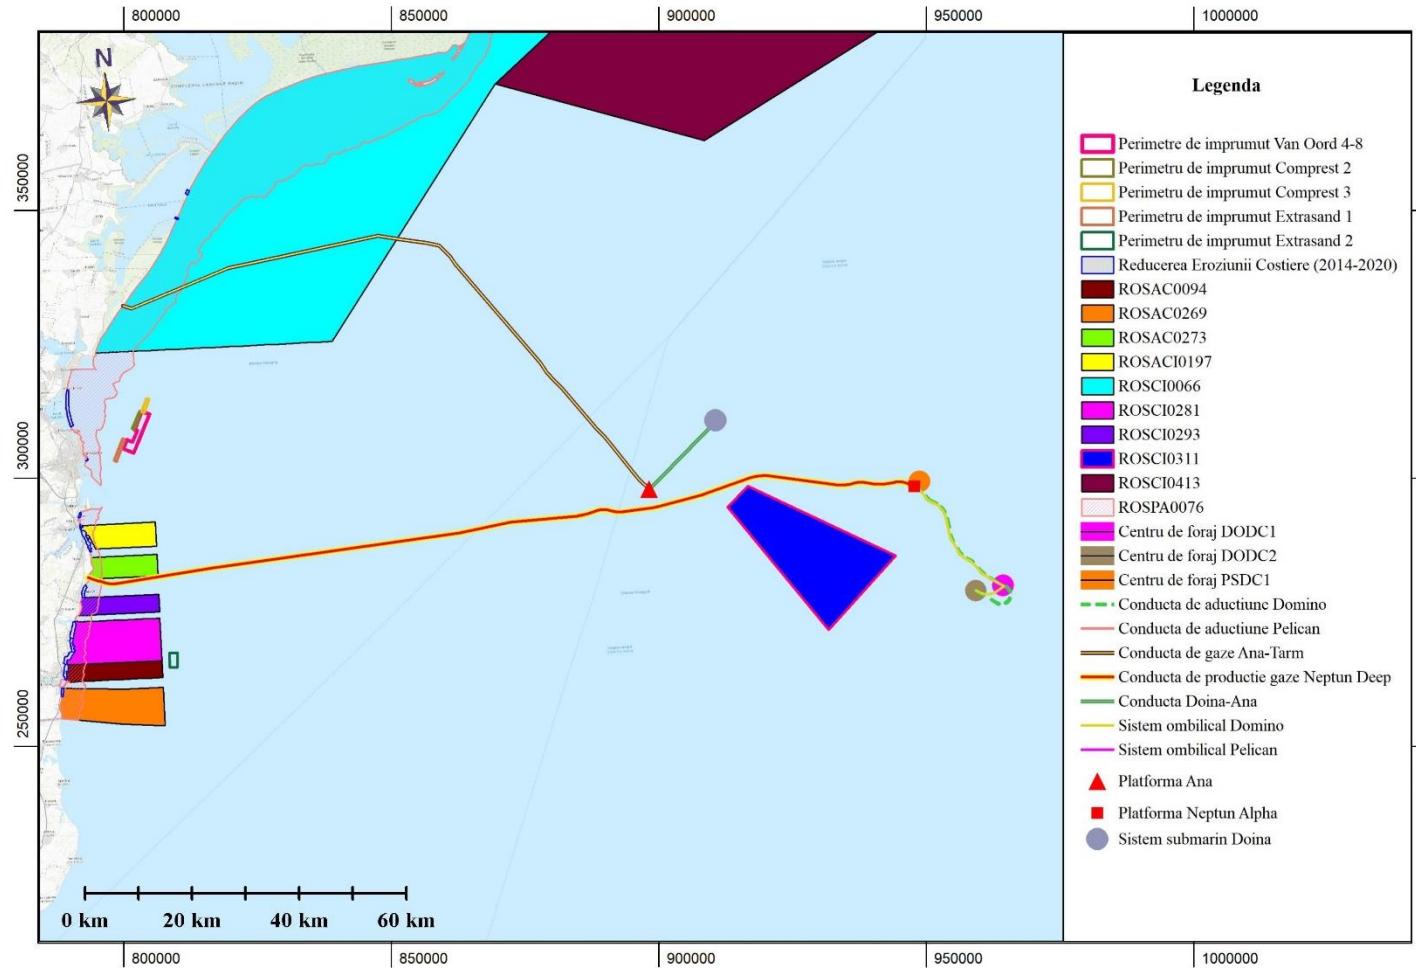 800000 850000 900000 950000 1000000
N
COMPLEXUL LAGUNAR RAZIM
350000
300000
250000
0 km 20 km 40 km 60 km
Legenda
Perimetre de imprumut Van Oord 4-8
Perimetru de imprumut Comprest 2
Perimetru de imprumut Comprest 3
Perimetru de imprumut Extrasand 1
Perimetru de imprumut Extrasand 2
Reducerea Eroziunii Costiere (2014-2020)
ROSAC0094
ROSAC0269
ROSAC0273
ROSACI0197
ROSCI0066
ROSCI0281
ROSCI0293
ROSCI0311
ROSCI0413
ROSPA0076
Centru de foraj DODC1
Centru de foraj DODC2
Centru de foraj PSDC1
Conducta de aductiune Domino
Conducta de aductiune Pelican
Conducta de gaze Ana-Tarm
Conducta de productie gaze Neptun Deep
Conducta Doina-Ana
Sistem ombilical Domino
Sistem ombilical Pelican
Platforma Ana
Platforma Neptun Alpha
Sistem submarin Doina
800000 850000 900000 950000 1000000